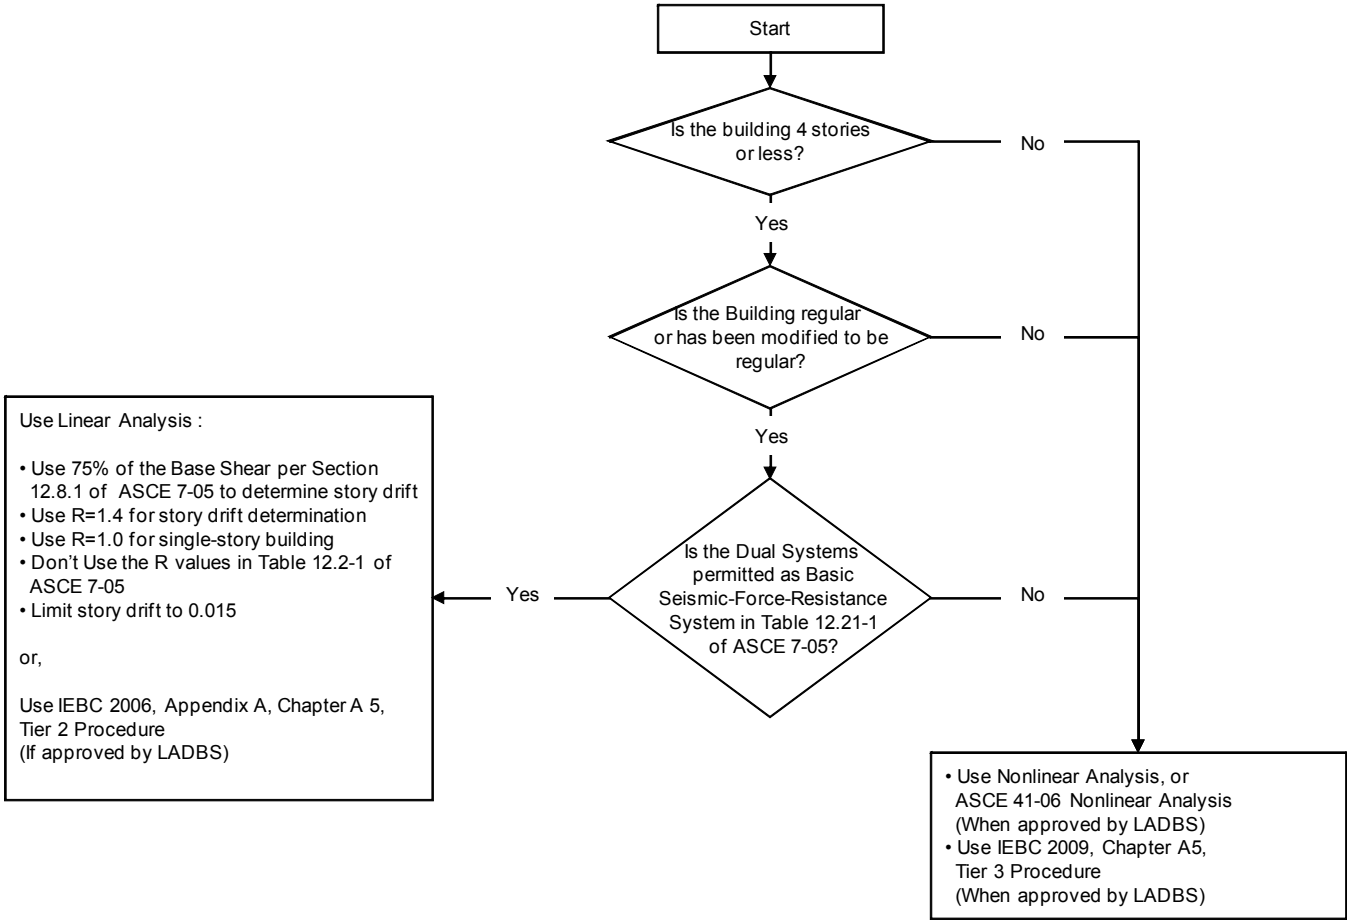 Start
Is the building 4 stories
or less?
No
Yes
Is the Building regular
or has been modified to be
regular?
No
Yes
Is the Dual Systems
permitted as Basic
Seismic-Force-Resistance
System in Table 12.21-1
of ASCE 7-05?
Yes
No
Use Linear Analysis :
• Use 75% of the Base Shear per Section
12.8.1 of ASCE 7-05 to determine story drift
• Use R=1.4 for story drift determination
• Use R=1.0 for single-story building
• Don't Use the R values in Table 12.2-1 of
ASCE 7-05
• Limit story drift to 0.015
or,
Use IEBC 2006, Appendix A, Chapter A 5,
Tier 2 Procedure
(If approved by LADBS)
• Use Nonlinear Analysis, or
ASCE 41-06 Nonlinear Analysis
(When approved by LADBS)
• Use IEBC 2009, Chapter A5,
Tier 3 Procedure
(When approved by LADBS)